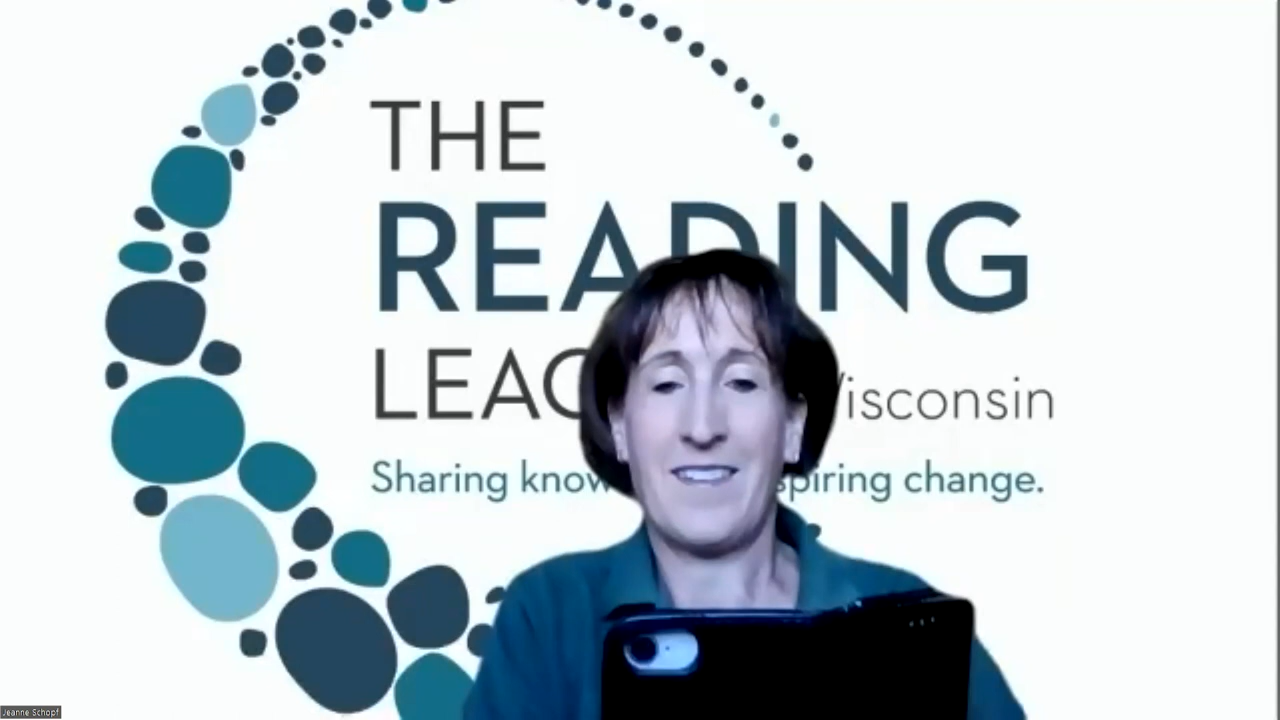 THE
READING
LEAG
Wisconsin
Sharing know spiring change.
Jeanne Schopf